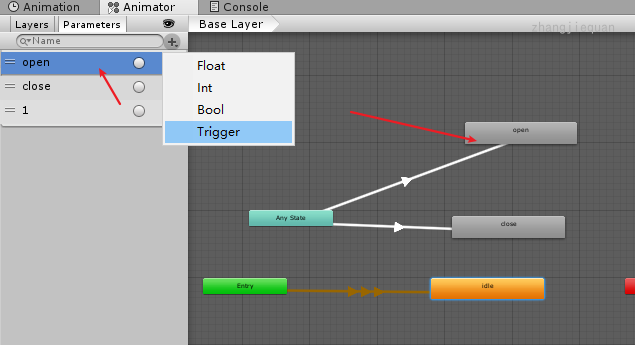 Animation
Animator
Console
Layers
Parameters
Base Layer
Name
zhangjiequan
open
close
1
Float
Int
Bool
Trigger
open
Any State
close
Entry
idle